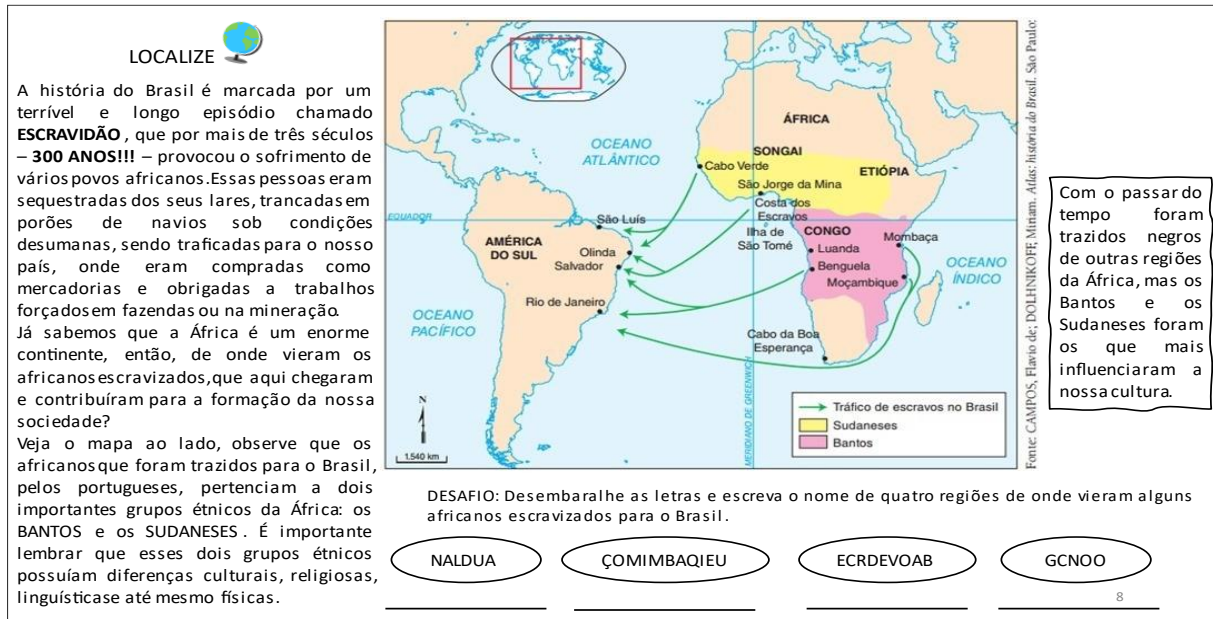 LOCALIZE
A história do Brasil é marcada por um
terrível e longo episódio chamado
ESCRAVIDÃO, que por mais de três séculos
– 300 ANOS!!! – provocou o sofrimento de
vários povos africanos.Essas pessoas eram
sequestradas dos seus lares, trancadas em
porões de navios sob condições
desumanas, sendo traficadas para o nosso
país, onde eram compradas como
mercadorias e obrigadas a trabalhos
forçados em fazendas ou na mineração.
Já sabemos que a África é um enorme
continente, então, de onde vieram os
africanos escravizados, que aqui chegaram
e contribuíram para a formação da nossa
sociedade?
Veja o mapa ao lado, observe que os
africanos que foram trazidos para o Brasil,
pelos portugueses, pertenciam a dois
importantes grupos étnicos da África: os
BANTOS e os SUDANESES. É importante
lembrar que esses dois grupos étnicos
possuíam diferenças culturais, religiosas,
linguísticas e até mesmo físicas.
OCEANO
ATLÂNTICO
ÁFRICA
SONGAI
Cabo Verde
ETIÓPIA
São Jorge da Mina
Costa dos
Escravos
EQUADOR
São Luís
Ilha de
São Tomé
CONGO
Mombaça
AMÉRICA
DO SUL
Olinda
Salvador
Luanda
Benguela
Moçambique
OCEANO
ÍNDICO
Rio de Janeiro
OCEANO
PACÍFICO
Cabo da Boa
Esperança
N
1.540 km
MERIDIANO DE GREENWICH
Tráfico de escravos no Brasil
Sudaneses
Bantos
Fonte: CAMPOS, Flavio de; DOLHNIKOFF, Miriam. Atlas: história do Brasil. São Paulo:
Com o passar do
tempo foram
trazidos negros
de outras regiões
da África, mas os
Bantos e os
Sudaneses foram
os que mais
influenciaram a
nossa cultura.
DESAFIO: Desembaralhe as letras e escreva o nome de quatro regiões de onde vieram alguns
africanos escravizados para o Brasil.
NALDUA
ÇOMIMBAQIEU
ECRDEVOAB
GCNOO
8